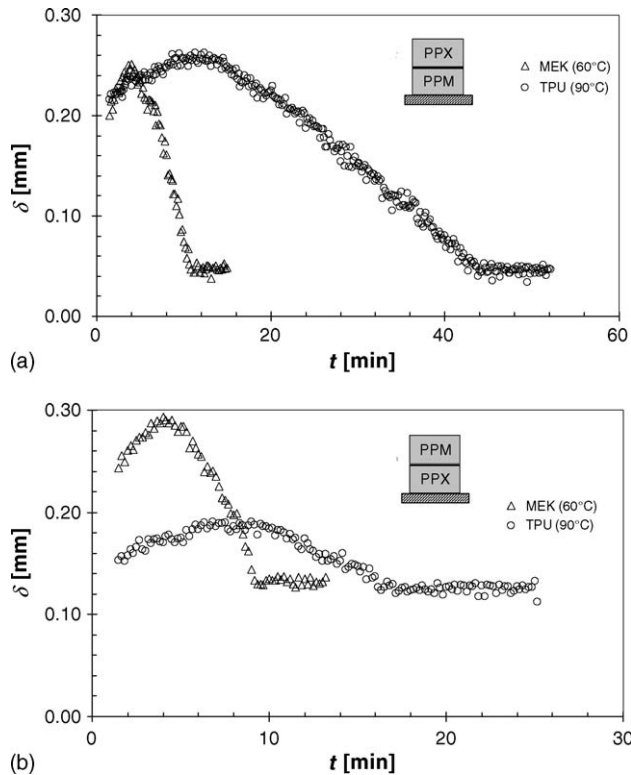 0.30
0.20
0.10
0.00
δ [mm]
PPX
PPM
MEK (60°C)
TPU (90°C)
0
20
40
60
t [min]
(a)
0.30
0.20
0.10
0.00
δ [mm]
PPM
PPX
MEK (60°C)
TPU (90°C)
0
10
20
30
t [min]
(b)